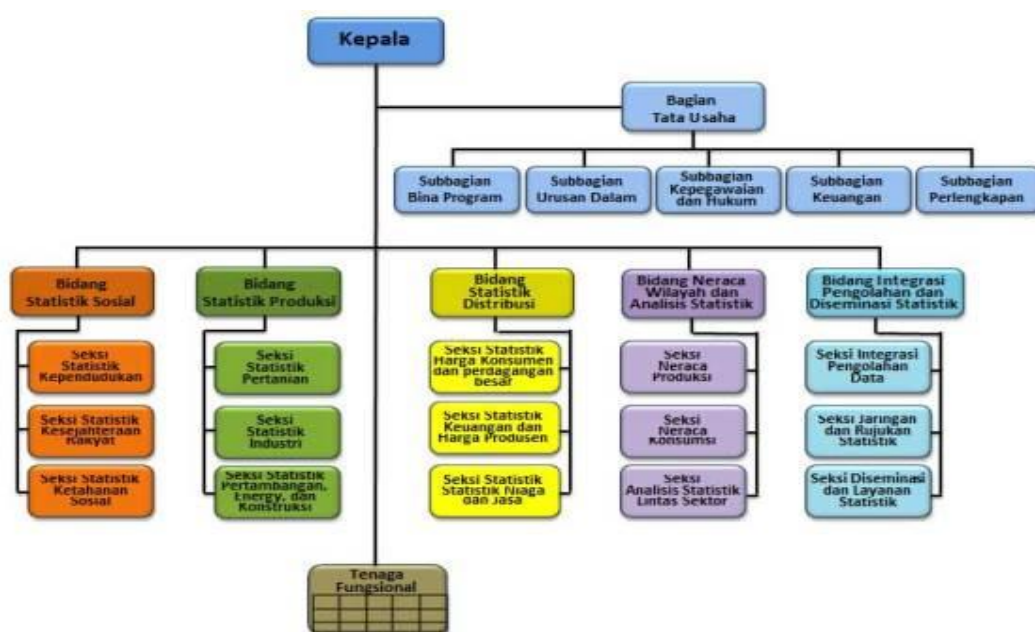 Kepala
Bagian
Tata Usaha
Subbagian
Bina Program
Subbagian
Urusan Dalam
Subbagian
Kepegawaian
dan Hukum
Subbagian
Keuangan
Subbagian
Perlengkapan
Bidang
Statistik Sosial
Bidang
Statistik Produksi
Bidang
Statistik
Distribusi
Bidang Neraca
Wilayah dan
Analisis Statistik
Bidang Integrasi
Pengolahan dan
Diseminasi Statistik
Seksi
Statistik
Kependudukan
Seksi Statistik
Kesejahteraan
Rakyat
Seksi Statistik
Ketahanan
Sosial
Seksi
Statistik
Pertanian
Seksi
Statistik
Industri
Seksi Statistik
Pertambangan,
Energy, dan
Konstruksi
Seksi Statistik
Harga Konsumen
dan perdagangan
besar
Seksi Statistik
Keuangan dan
Harga Produsen
Seksi Statistik
Statistik Niaga
dan Jasa
Seksi
Neraca
Produksi
Seksi
Neraca
Konsumsi
Seksi
Analisis Statistik
Lintas Sektor
Seksi Integrasi
Pengolahan
Data
Seksi Jaringan
dan Rujukan
Statistik
Seksi Diseminasi
dan Layanan
Statistik
Tenaga
Fungsional